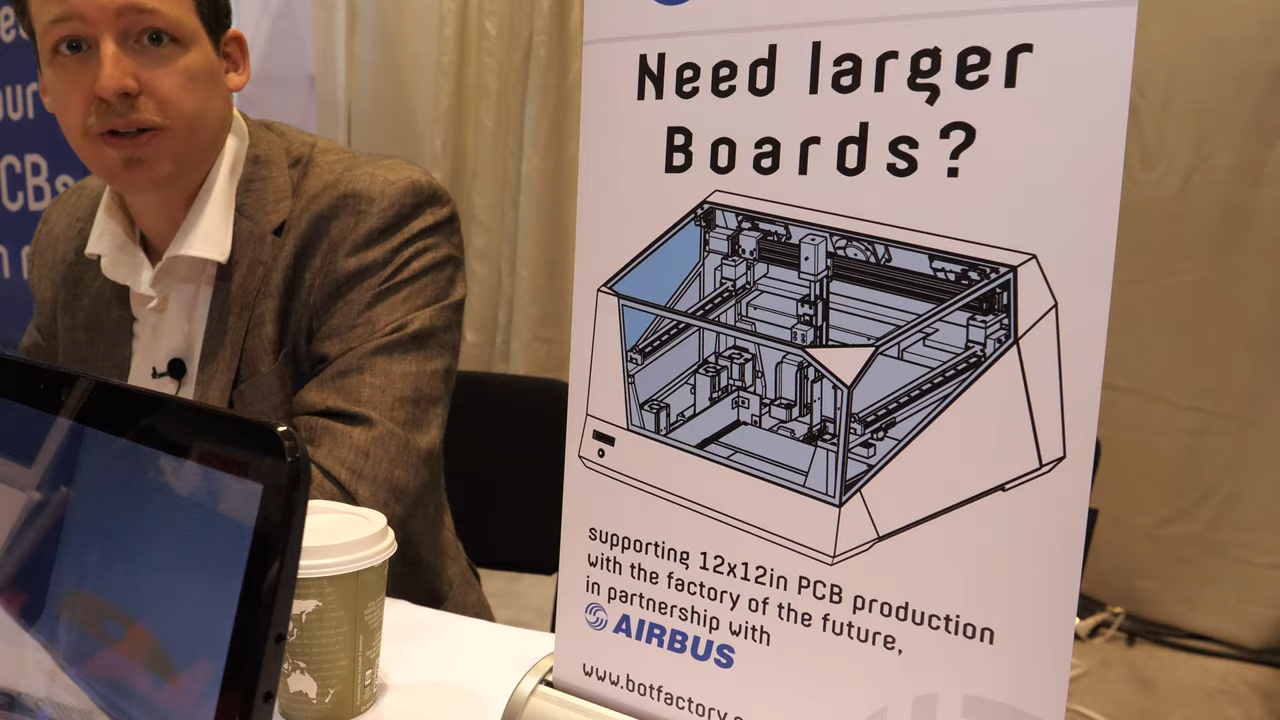 CBs
Need larger
Boards?
supporting 12x12in PCB production
with the factory of the future,
in partnership with
AIRBUS
www.botfactory.